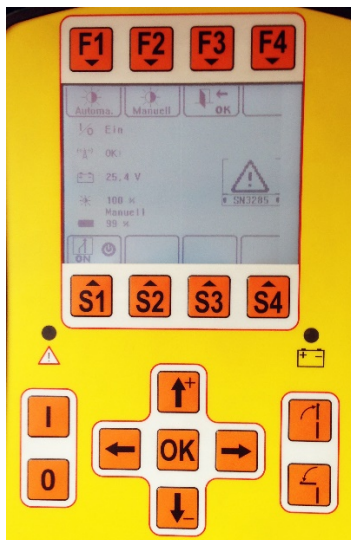 F1 F2 F3 F4
Automa. Manuell OK
Ein
OK
25.4 V
100 %
Manuell
99 %
SN3285
ON
S1 S2 S3 S4
+ -
I
0
+
OK
-